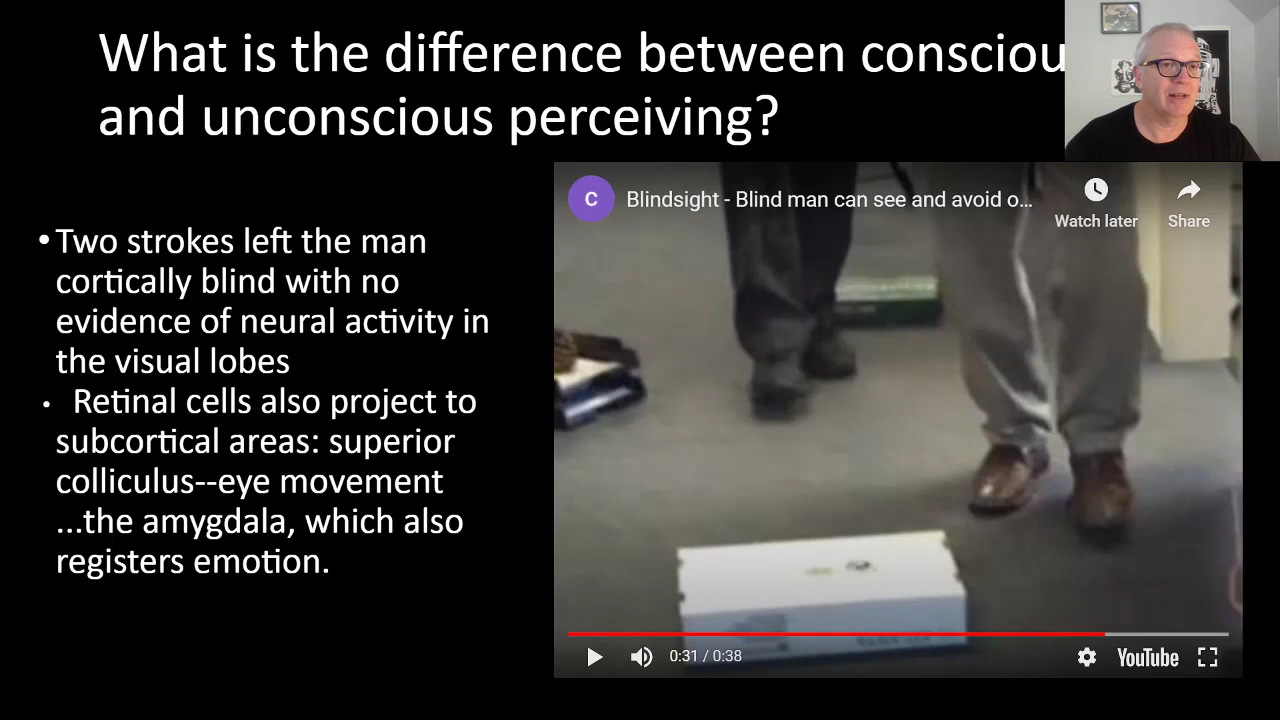 What is the difference between consciou
and unconscious perceiving?
•Two strokes left the man
cortically blind with no
evidence of neural activity in
the visual lobes
• Retinal cells also project to
subcortical areas: superior
colliculus--eye movement
...the amygdala, which also
registers emotion.
C
Blindsight - Blind man can see and avoid o...
Watch later
Share
0:31 / 0:38
YouTube